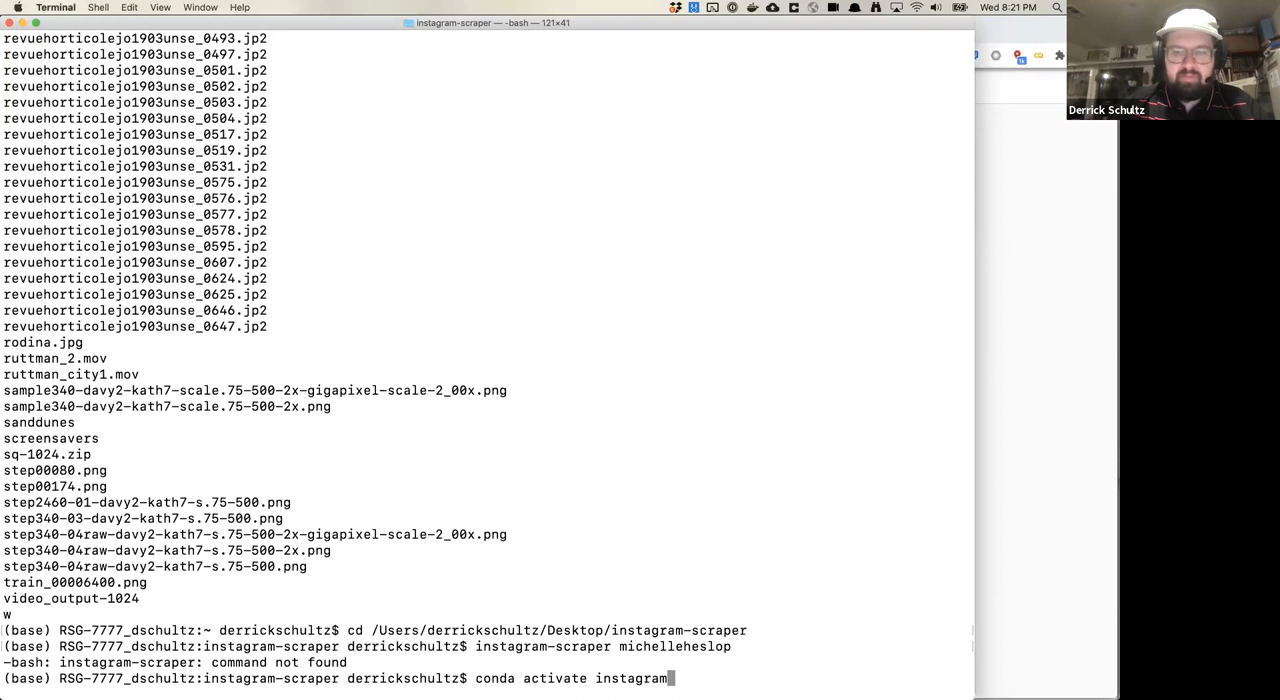 Terminal Shell Edit View Window Help Wed 8:21 PM
instagram-scraper — -bash — 121×41
revuehorticolejo1903unse_0493.jp2
revuehorticolejo1903unse_0497.jp2
revuehorticolejo1903unse_0501.jp2
revuehorticolejo1903unse_0502.jp2
revuehorticolejo1903unse_0503.jp2
revuehorticolejo1903unse_0504.jp2
revuehorticolejo1903unse_0517.jp2
revuehorticolejo1903unse_0519.jp2
revuehorticolejo1903unse_0531.jp2
revuehorticolejo1903unse_0575.jp2
revuehorticolejo1903unse_0576.jp2
revuehorticolejo1903unse_0577.jp2
revuehorticolejo1903unse_0578.jp2
revuehorticolejo1903unse_0595.jp2
revuehorticolejo1903unse_0607.jp2
revuehorticolejo1903unse_0624.jp2
revuehorticolejo1903unse_0625.jp2
revuehorticolejo1903unse_0646.jp2
revuehorticolejo1903unse_0647.jp2
rodina.jpg
ruttman_2.mov
ruttman_city1.mov
sample340-davy2-kath7-scale.75-500-2x-gigapixel-scale-2_00x.png
sample340-davy2-kath7-scale.75-500-2x.png
sanddunes
screensavers
sq-1024.zip
step00080.png
step00174.png
step2460-01-davy2-kath7-s.75-500.png
step340-03-davy2-kath7-s.75-500.png
step340-04raw-davy2-kath7-s.75-500-2x-gigapixel-scale-2_00x.png
step340-04raw-davy2-kath7-s.75-500-2x.png
step340-04raw-davy2-kath7-s.75-500.png
train_00006400.png
video_output-1024
w
(base) RSG-7777_dschultz:~ derrickschultz$ cd /Users/derrickschultz/Desktop/instagram-scraper
(base) RSG-7777_dschultz:instagram-scraper derrickschultz$ instagram-scraper michelleheslop
-bash: instagram-scraper: command not found
(base) RSG-7777_dschultz:instagram-scraper derrickschultz$ conda activate instagram
Derrick Schultz